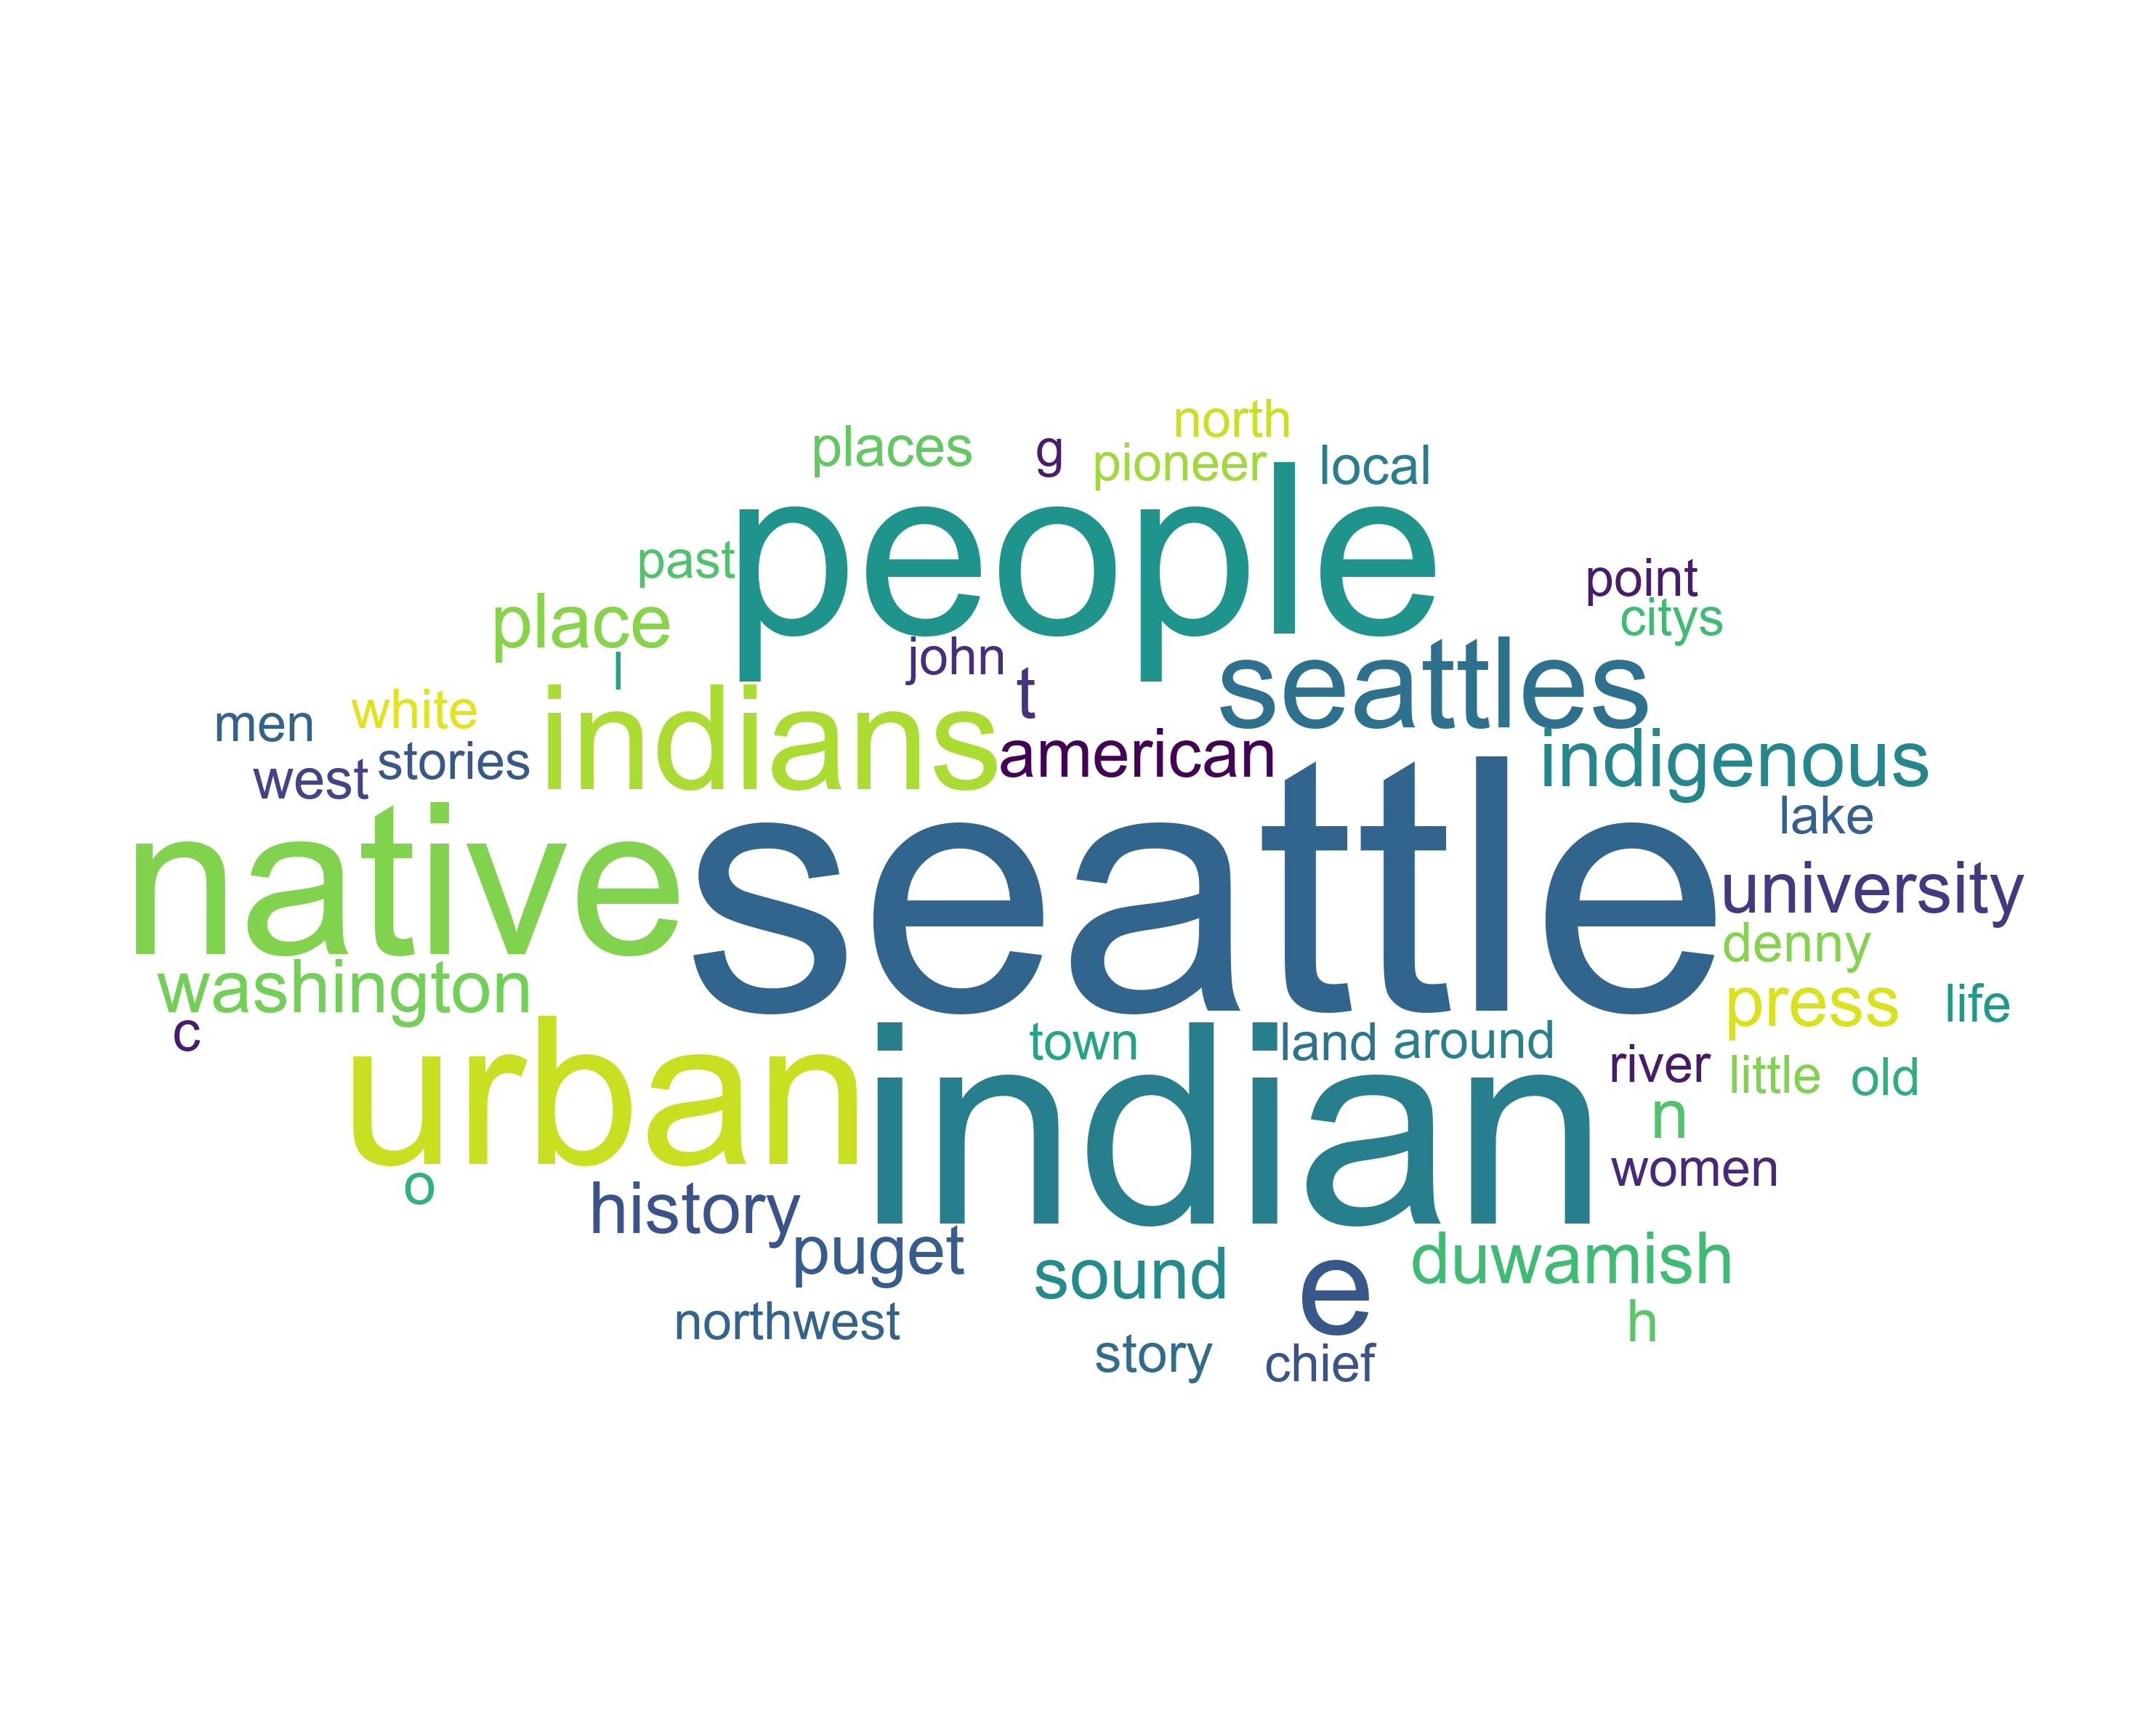 north
places
g
pioneer
local
people
past
point
place
citys
john
l
t
seattles
men
white
indians
american
indigenous
west
stories
lake
native
seattle
university
denny
washington
press
life
c
urban
indian
town
land
around
river
little
old
n
o
women
history
puget
sound
e
duwamish
northwest
h
story
chief